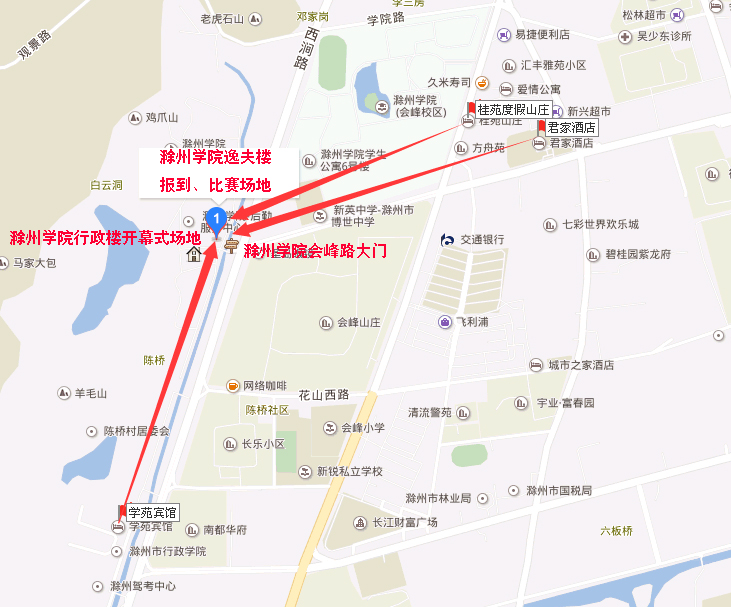 李三房
老虎石山
邓家岗
学院路
松林超市
观景路
西涧路
易捷便利店
吴少东诊所
汇丰雅苑小区
久米寿司
爱情公寓
滁州学院
(会峰校区)
桂苑度假山庄
新兴超市
鸡爪山
桂苑山庄
君家酒店
滁州学院
方舟苑
君家酒店
滁州学院学生
公寓6号楼
滁州学院逸夫楼
报到、比赛场地
白云洞
新英中学-滁州市
博世中学
1
七彩世界欢乐城
滁州学院行政楼开幕式场地
滁州学院会峰路大门
交通银行
碧桂园紫龙府
马家大包
会峰山庄
飞利浦
陈桥
城市之家酒店
网络咖啡
羊毛山
花山西路
陈桥社区
清流警苑
宇业·富春园
陈桥村居委会
会峰小学
长乐小区
新锐私立学校
滁州市国税局
滁州市林业局
学苑宾馆
学苑宾馆
南都华府
长江财富广场
六板桥
滁州市行政学院
滁州驾考中心